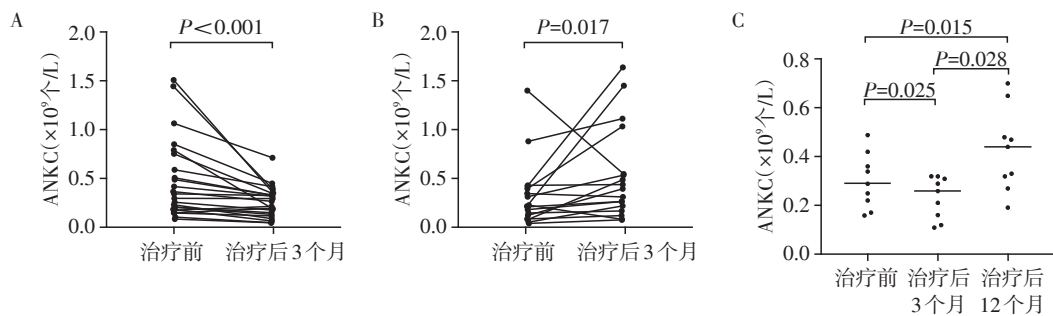 A
P<0.001
ANKC(×10⁹个/L)
2.0
1.5
1.0
0.5
0.0
治疗前
治疗后3个月
B
P=0.017
ANKC(×10⁹个/L)
2.0
1.5
1.0
0.5
0.0
治疗前
治疗后3个月
C
P=0.015
P=0.028
P=0.025
ANKC(×10⁹个/L)
0.8
0.6
0.4
0.2
0.0
治疗前
治疗后
3个月
治疗后
12个月